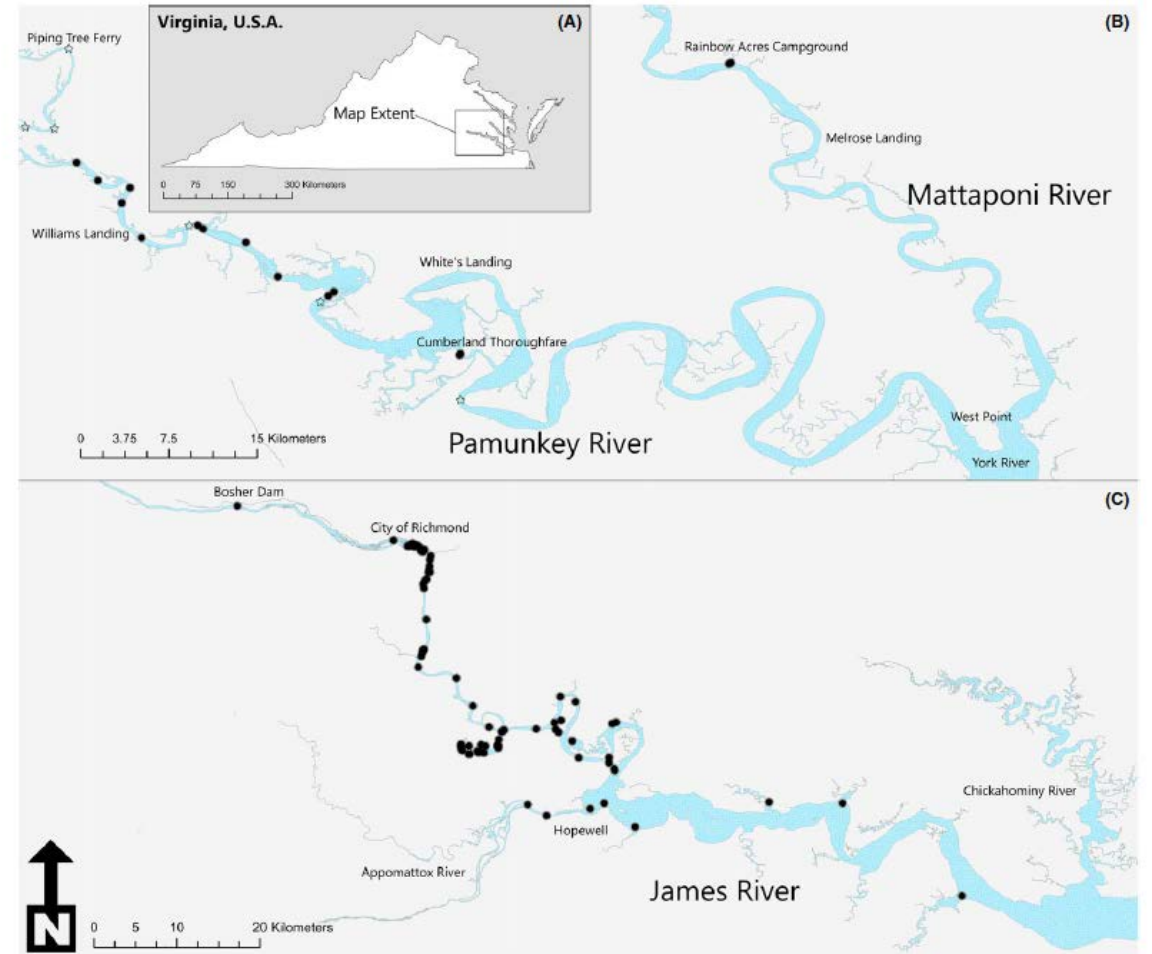 Virginia, U.S.A.
(A)
Map Extent
0 75 150 300 Kilometers
Piping Tree Ferry
(B)
Rainbow Acres Campground
Melrose Landing
Mattaponi River
Williams Landing
White's Landing
Cumberland Thoroughfare
West Point
0 3.75 7.5 15 Kilometers
Pamunkey River
York River
Bosher Dam
(C)
City of Richmond
Chickahominy River
Hopewell
Appomattox River
James River
N
0 5 10 20 Kilometers